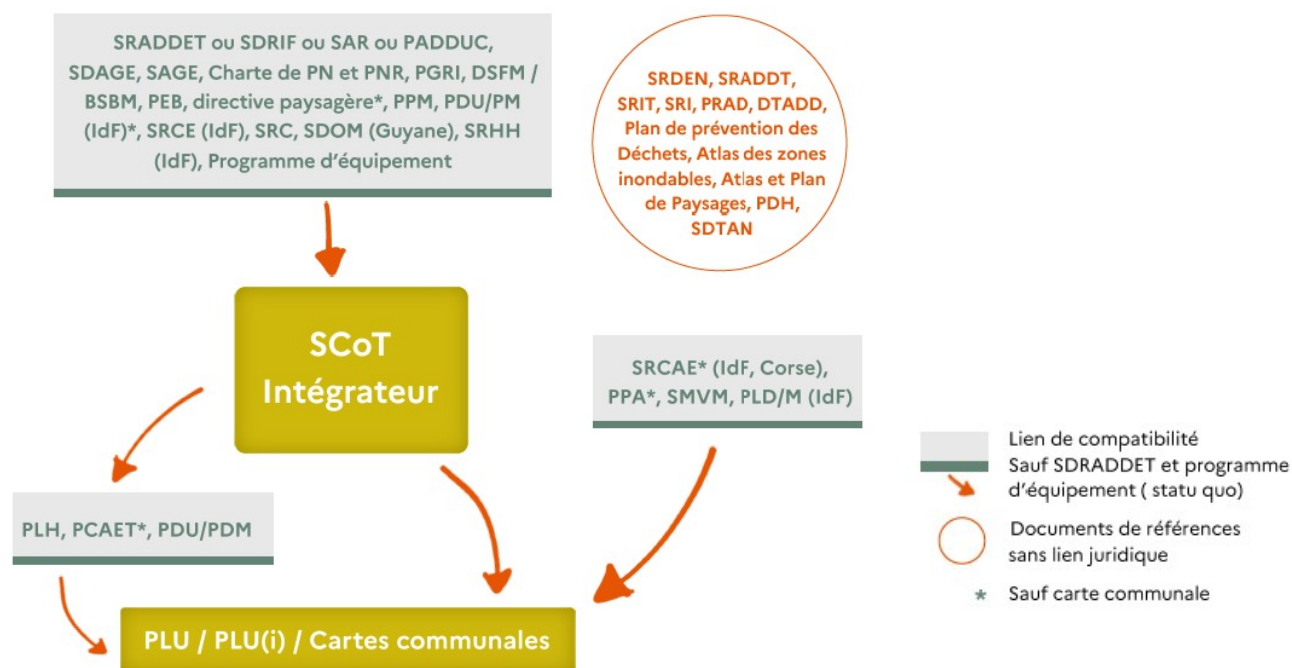 SRADDET ou SDRIF ou SAR ou PADDUC,
SDAGE, SAGE, Charte de PN et PNR, PGRI, DSFM /
BSBM, PEB, directive paysagère*, PPM, PDU/PM
(IdF)*, SRCE (IdF), SRC, SDOM (Guyane), SRHH
(IdF), Programme d'équipement
SRDEN, SRADDT,
SRIT, SRI, PRAD, DTADD,
Plan de prévention des
Déchets, Atlas des zones
inondables, Atlas et Plan
de Paysages, PDH,
SDTAN
SCoT
Intégrateur
SRCAE* (IdF, Corse),
PPA*, SMVM, PLD/M (IdF)
PLH, PCAET*, PDU/PDM
PLU / PLU(i) / Cartes communales
Lien de compatibilité
Sauf SDRADDET et programme
d'équipement ( statu quo)
Documents de références
sans lien juridique
* Sauf carte communale